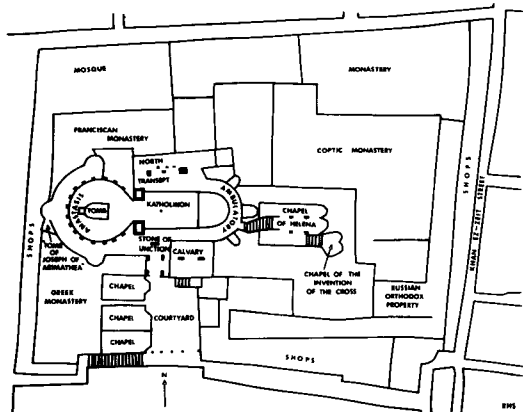 MOSQUE
MONASTERY
FRANCISCAN
MONASTERY
COPTIC MONASTERY
NORTH
TRANSEPT
SHOPS
KHAN EZ-ZEIT STREET
ANASTASIS
TOMB
KATHOLIKON
AMBULATORY
CHAPEL
OF
HELENA
SHOPS
TOMB
OF
JOSEPH OF
ARIMATHEA
STONE OF
UNCTION
CALVARY
CHAPEL OF THE
INVENTION
OF THE CROSS
GREEK
MONASTERY
CHAPEL
CHAPEL
COURTYARD
CHAPEL
RUSSIAN
ORTHODOX
PROPERTY
SHOPS
N